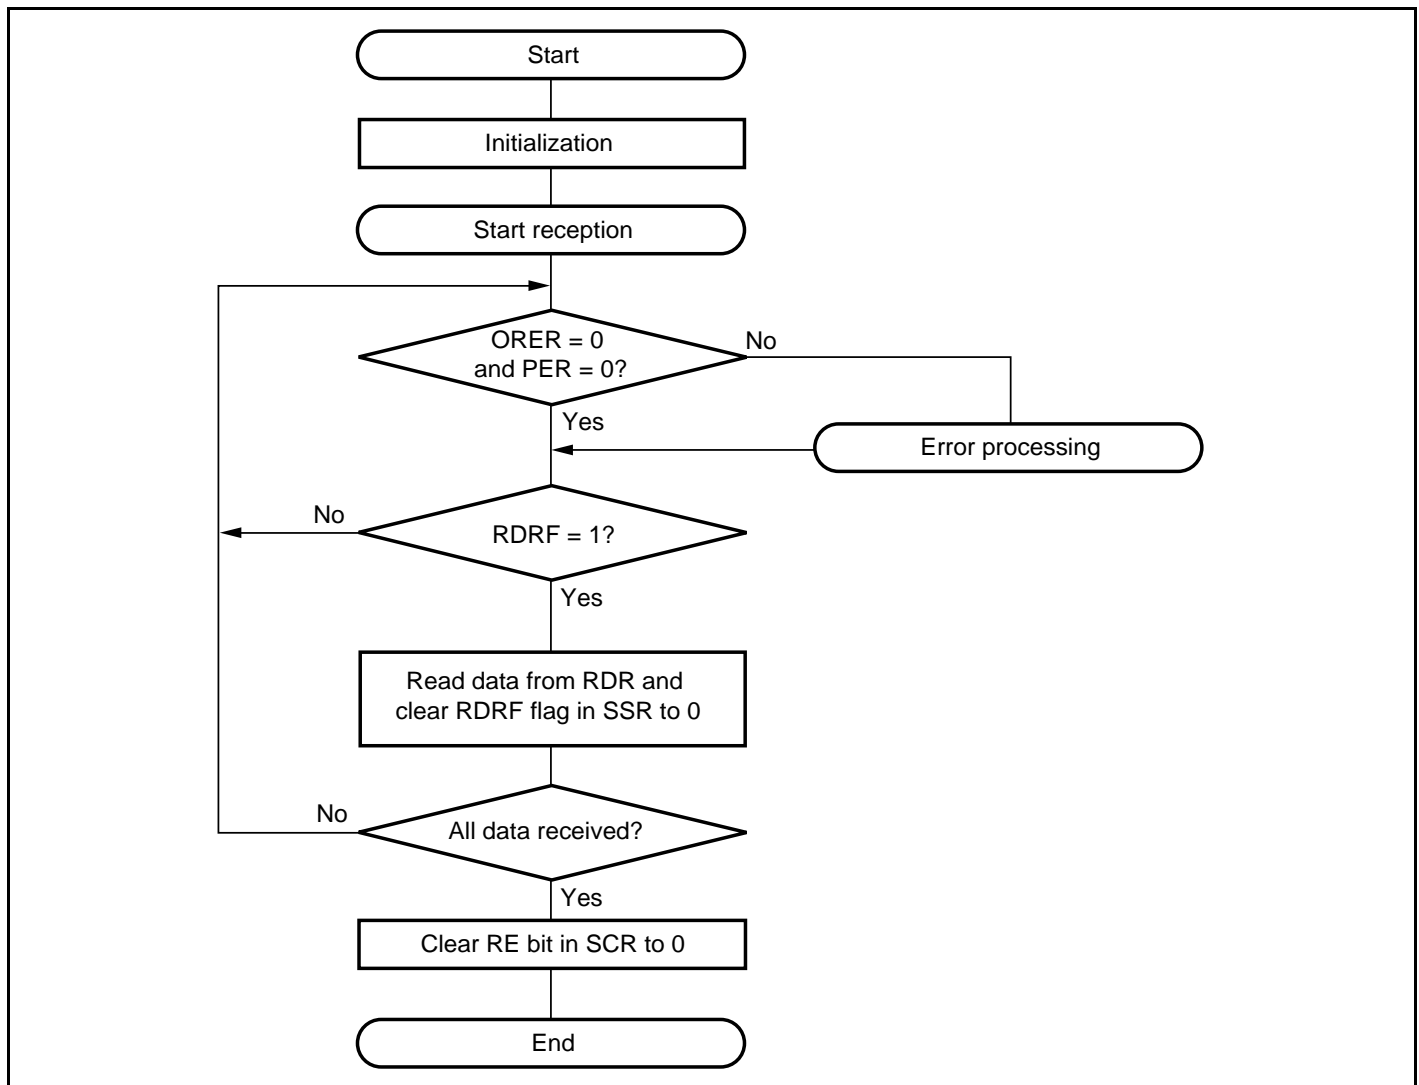 Start
Initialization
Start reception
ORER = 0
and PER = 0?
No
Yes
Error processing
No
RDRF = 1?
Yes
Read data from RDR and
clear RDRF flag in SSR to 0
No
All data received?
Yes
Clear RE bit in SCR to 0
End